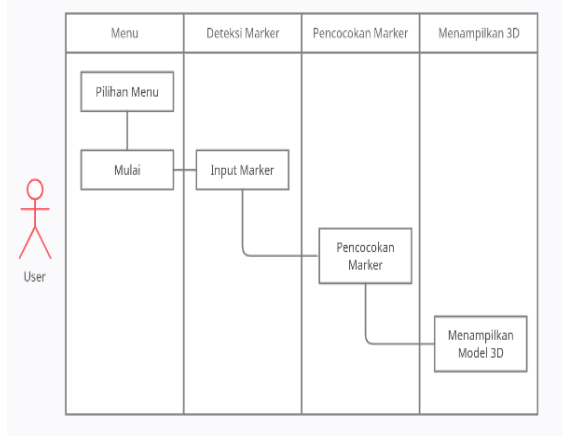 Menu
Deteksi Marker
Pencocokan Marker
Menampilkan 3D
Pilihan Menu
Mulai
Input Marker
User
Pencocokan
Marker
Menampilkan
Model 3D